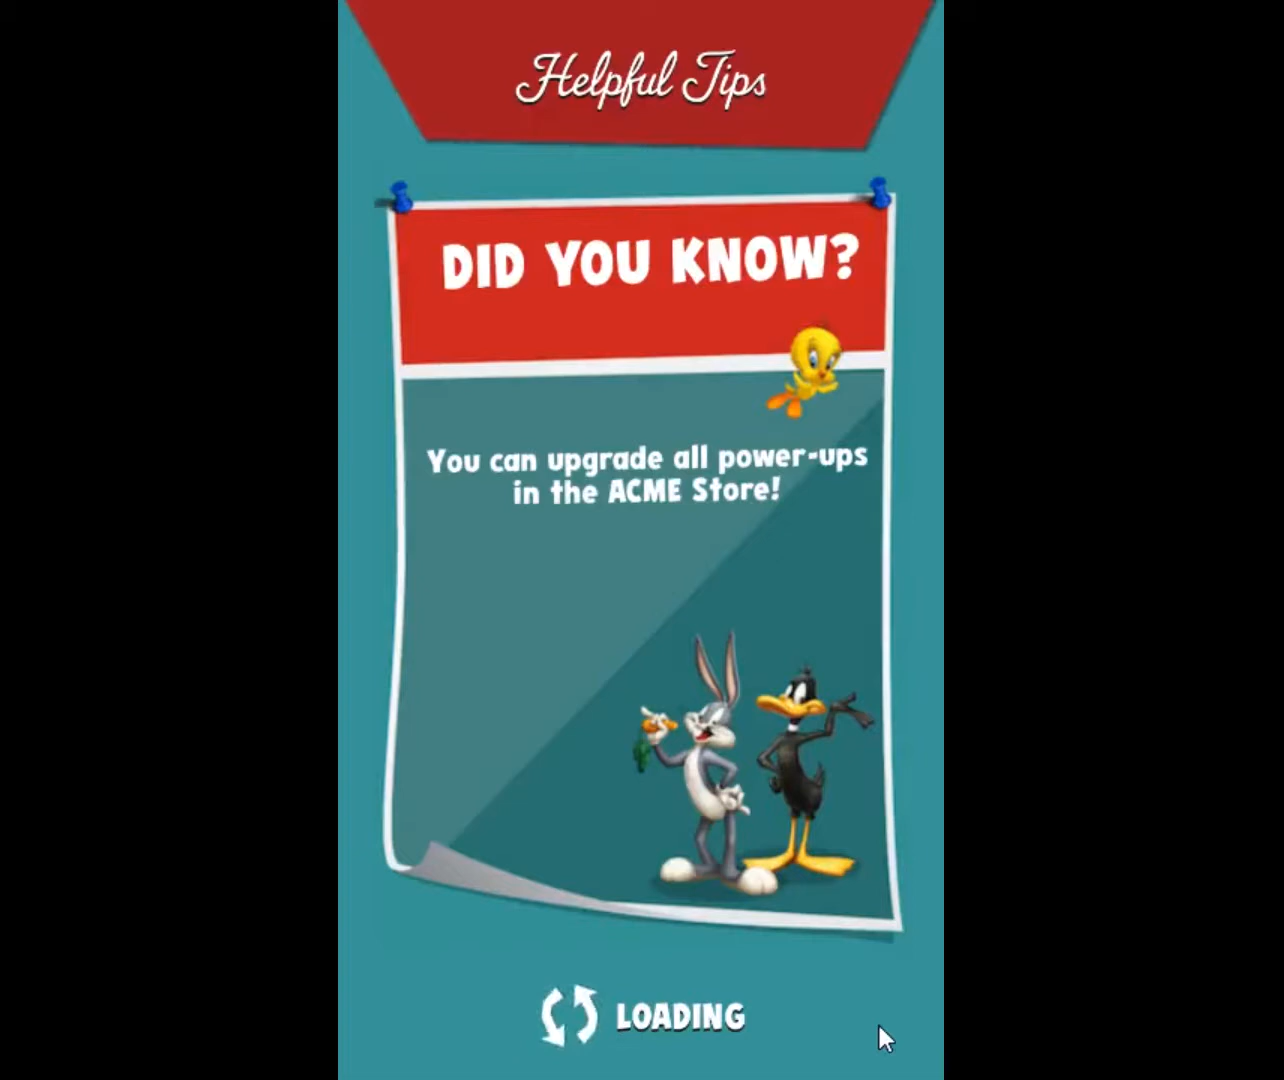 Helpful Tips
DID YOU KNOW?
You can upgrade all power-ups
in the ACME Store!
LOADING